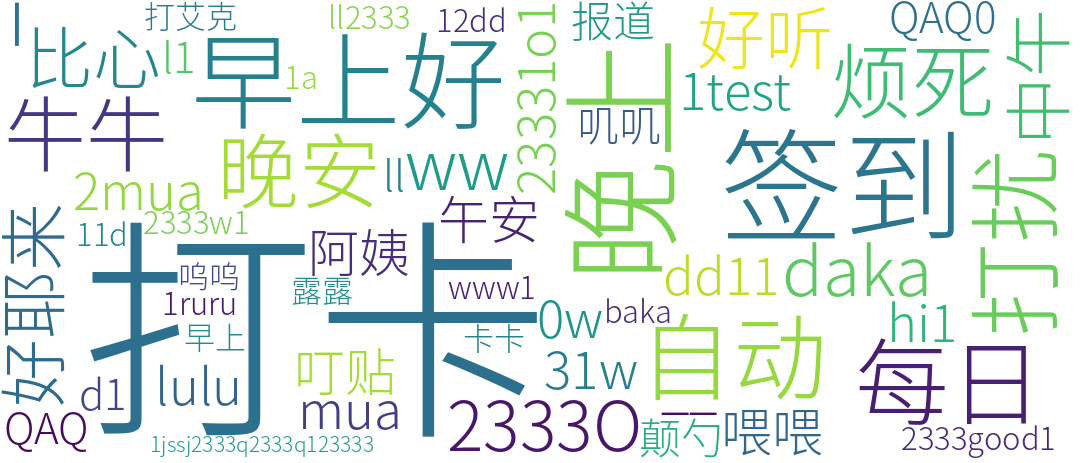 打艾克
ll2333
12dd
报道
QAQ0
比心
l1
早上好
1a
2333101
晚上
好听
1test
烦死
中午
牛牛
叽叽
签到
晚安
ll
ww
2mua
2333w1
打扰
好耶来
11d
打卡
午安
阿姨
呜呜
1ruru
露露
www1
dd11
daka
早上
卡卡
0w
baka
自动
hi1
每日
叮贴
31w
d1
lulu
mua
2333O
QAQ
颠勺
喂喂
1jssj2333q2333q123333
2333good1